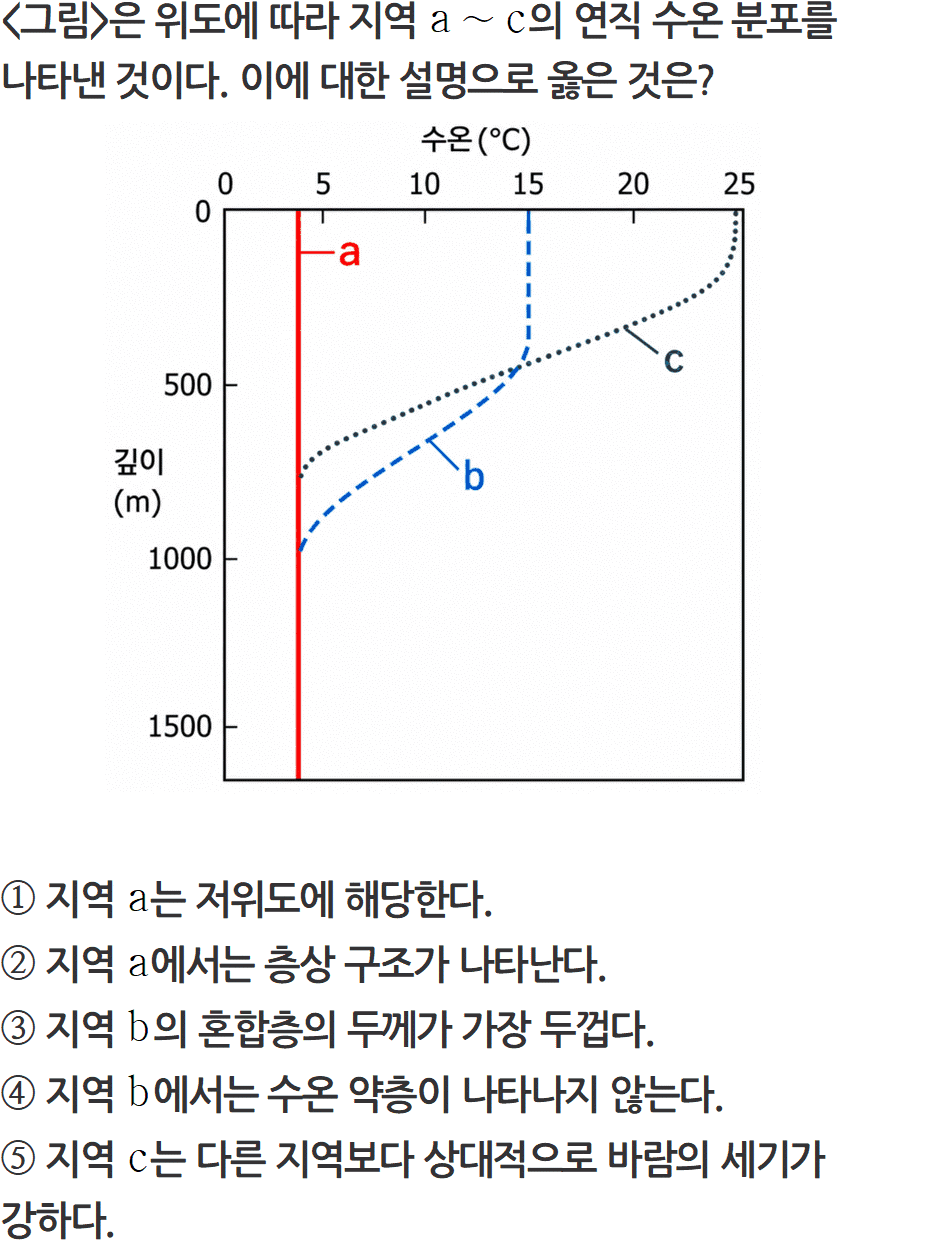 <그림>은 위도에 따라 지역 a ~ c의 연직 수온 분포를
나타낸 것이다. 이에 대한 설명으로 옳은 것은?
수온 (°C)
0 5 10 15 20 25
0
a
c
500
b
깊이
(m)
1000
1500
① 지역 a는 저위도에 해당한다.
② 지역 a에서는 층상 구조가 나타난다.
③ 지역 b의 혼합층의 두께가 가장 두껍다.
④ 지역 b에서는 수온 약층이 나타나지 않는다.
⑤ 지역 c는 다른 지역보다 상대적으로 바람의 세기가
강하다.